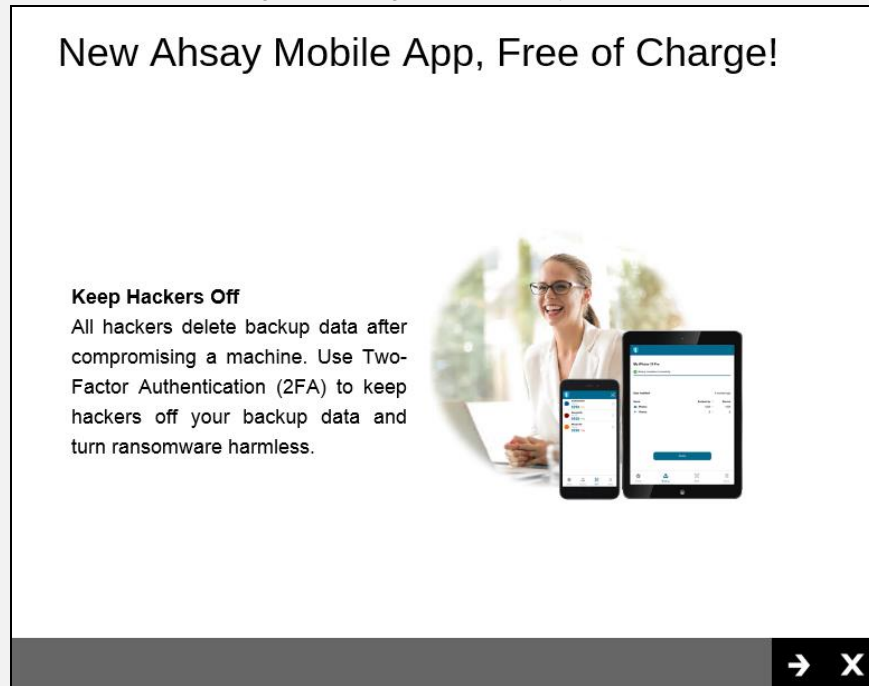 New Ahsay Mobile App, Free of Charge!
Keep Hackers Off
All hackers delete backup data after
compromising a machine. Use Two-
Factor Authentication (2FA) to keep
hackers off your backup data and
turn ransomware harmless.
X